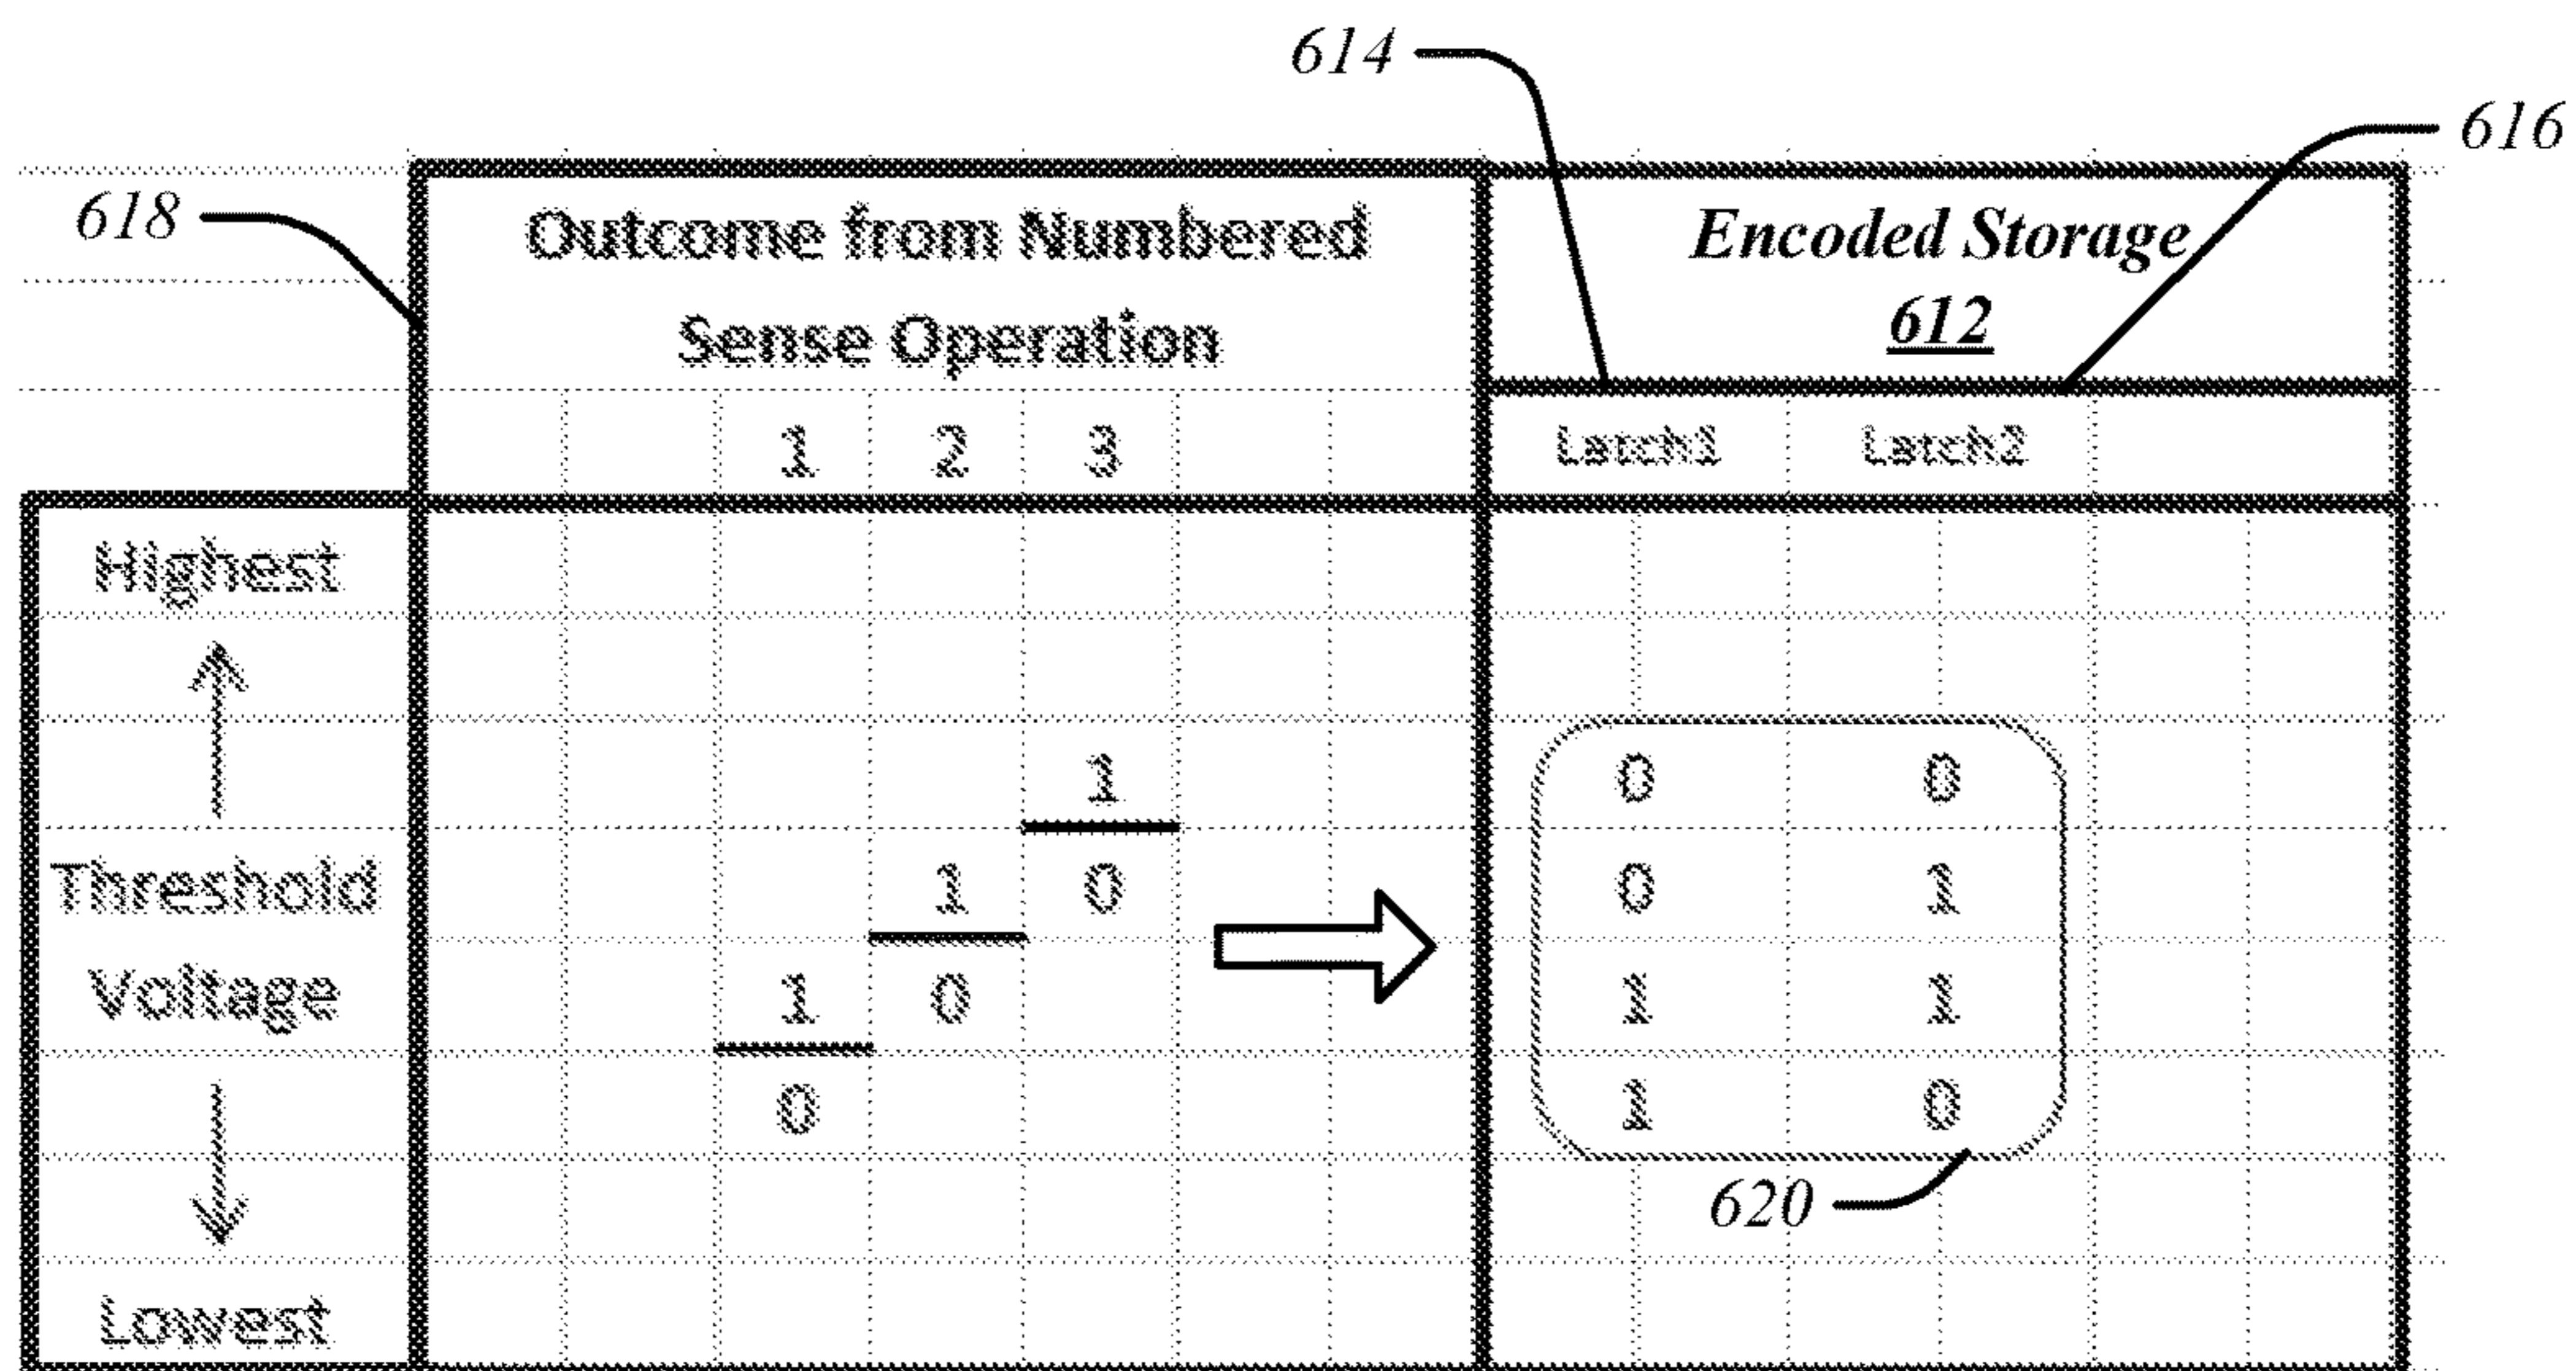 614
616
618
Outcome from Numbered
Sense Operation
Encoded Storage
612
1 2 3
Latch1 Latch2
Highest
1 0 0
Threshold 1 0 0 1
Voltage 1 0 1 1
0 1 0
620
Lowest